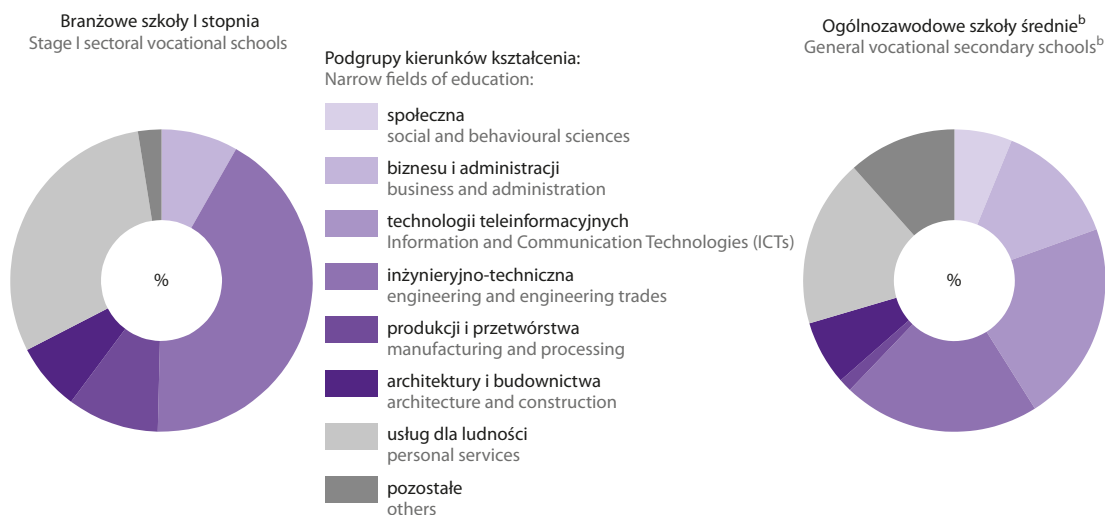 Branżowe szkoły I stopnia
Stage I sectoral vocational schools
%
Podgrupy kierunków kształcenia:
Narrow fields of education:
społeczna
social and behavioural sciences
biznesu i administracji
business and administration
technologii teleinformacyjnych
Information and Communication Technologies (ICTs)
inżynieryjno-techniczna
engineering and engineering trades
produkcji i przetwórstwa
manufacturing and processing
architektury i budownictwa
architecture and construction
usług dla ludności
personal services
pozostałe
others
Ogólnozawodowe szkoły średnieᵇ
General vocational secondary schoolsᵇ
%